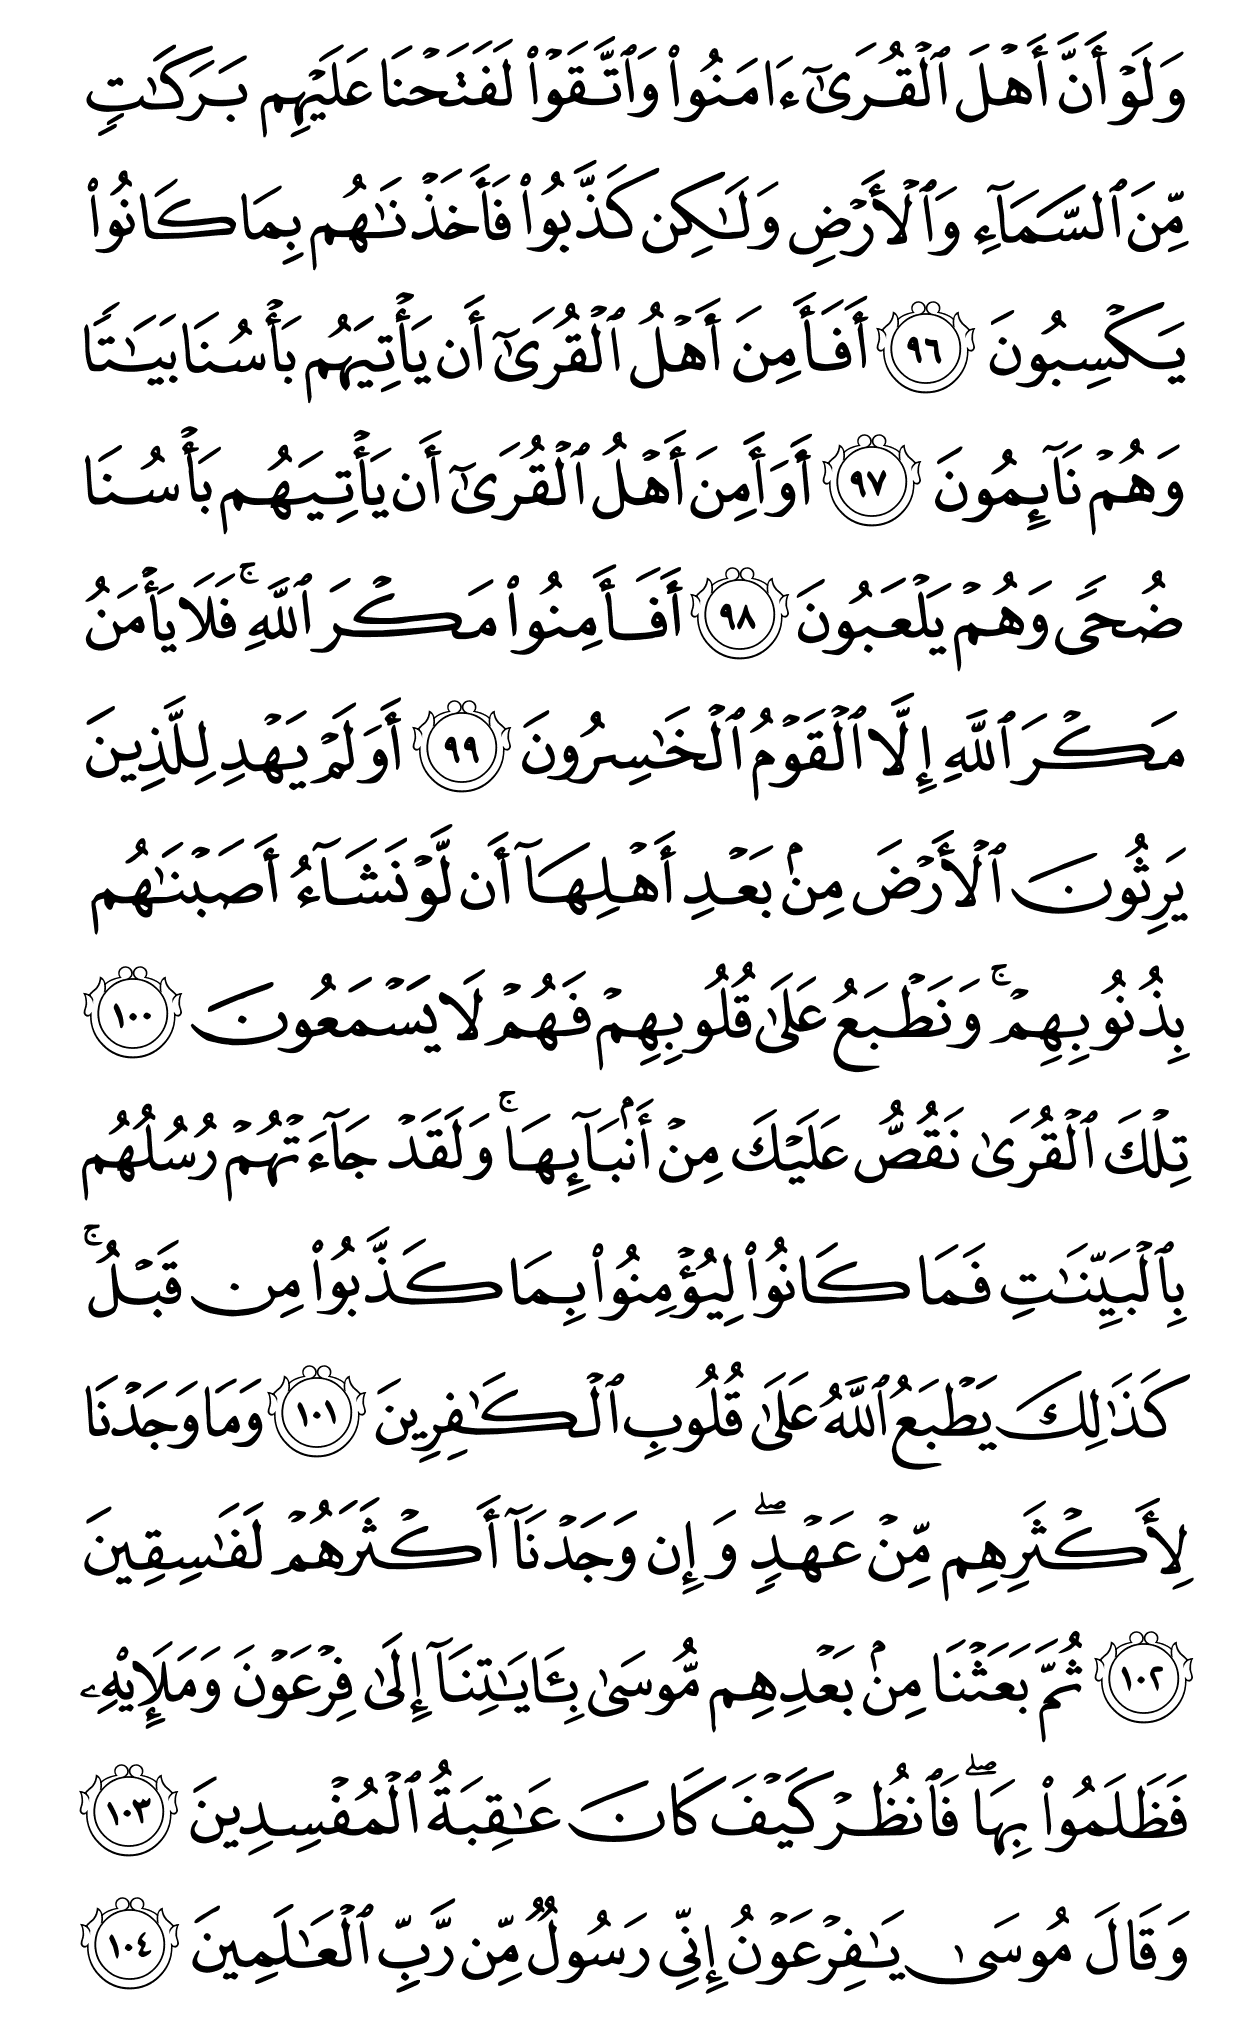 وَلَوۡ أَنَّ أَهۡلَ ٱلۡقُرَىٰٓ ءَامَنُواْ وَٱتَّقَوۡاْ لَفَتَحۡنَا عَلَيۡهِم بَرَكَٰتٖ
مِّنَ ٱلسَّمَآءِ وَٱلۡأَرۡضِ وَلَٰكِن كَذَّبُواْ فَأَخَذۡنَٰهُم بِمَا كَانُواْ
يَكۡسِبُونَ ٩٦ أَفَأَمِنَ أَهۡلُ ٱلۡقُرَىٰٓ أَن يَأۡتِيَهُم بَأۡسُنَا بَيَٰتٗا
وَهُمۡ نَآئِمُونَ ٩٧ أَوَأَمِنَ أَهۡلُ ٱلۡقُرَىٰٓ أَن يَأۡتِيَهُم بَأۡسُنَا
ضُحٗى وَهُمۡ يَلۡعَبُونَ ٩٨ أَفَأَمِنُواْ مَكۡرَ ٱللَّهِۚ فَلَا يَأۡمَنُ
مَكۡرَ ٱللَّهِ إِلَّا ٱلۡقَوۡمُ ٱلۡخَٰسِرُونَ ٩٩ أَوَلَمۡ يَهۡدِ لِلَّذِينَ
يَرِثُونَ ٱلۡأَرۡضَ مِنۢ بَعۡدِ أَهۡلِهَآ أَن لَّوۡ نَشَآءُ أَصَبۡنَٰهُم
بِذُنُوبِهِمۡۚ وَنَطۡبَعُ عَلَىٰ قُلُوبِهِمۡ فَهُمۡ لَا يَسۡمَعُونَ ١٠٠
تِلۡكَ ٱلۡقُرَىٰ نَقُصُّ عَلَيۡكَ مِنۡ أَنۢبَآئِهَاۚ وَلَقَدۡ جَآءَتۡهُمۡ رُسُلُهُم
بِٱلۡبَيِّنَٰتِ فَمَا كَانُواْ لِيُؤۡمِنُواْ بِمَا كَذَّبُواْ مِن قَبۡلُۚ
كَذَٰلِكَ يَطۡبَعُ ٱللَّهُ عَلَىٰ قُلُوبِ ٱلۡكَٰفِرِينَ ١٠١ وَمَا وَجَدۡنَا
لِأَكۡثَرِهِم مِّنۡ عَهۡدٖۖ وَإِن وَجَدۡنَآ أَكۡثَرَهُمۡ لَفَٰسِقِينَ
١٠٢ ثُمَّ بَعَثۡنَا مِنۢ بَعۡدِهِم مُّوسَىٰ بِـَٔايَٰتِنَآ إِلَىٰ فِرۡعَوۡنَ وَمَلَإِيْهِۦ
فَظَلَمُواْ بِهَاۖ فَٱنظُرۡ كَيۡفَ كَانَ عَٰقِبَةُ ٱلۡمُفۡسِدِينَ ١٠٣
وَقَالَ مُوسَىٰ يَٰفِرۡعَوۡنُ إِنِّي رَسُولٞ مِّن رَّبِّ ٱلۡعَٰلَمِينَ ١٠٤